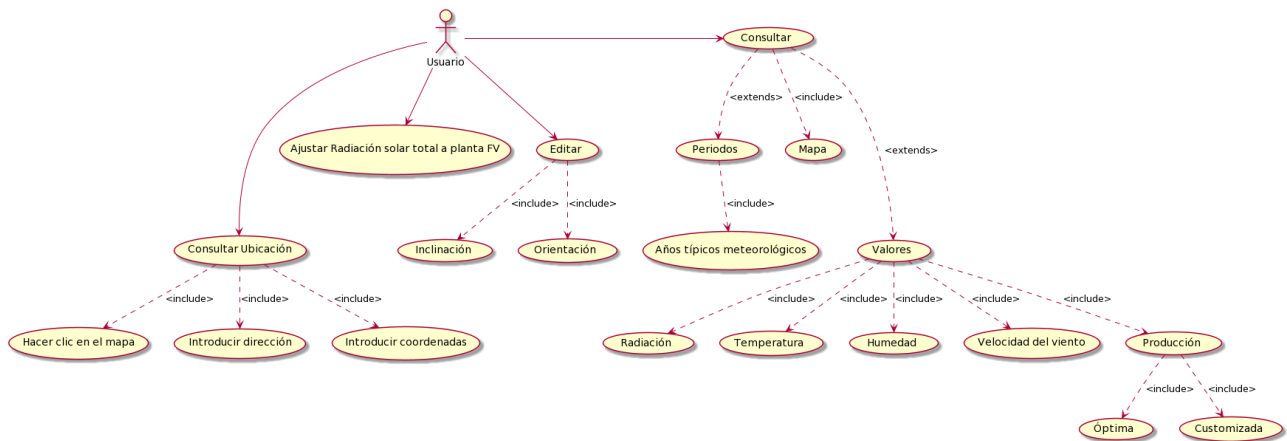 Usuario
Consultar
<extends>
<include>
Ajustar Radiación solar total a planta FV
Editar
Periodos
Mapa
<extends>
<include>
<include>
<include>
Consultar Ubicación
Inclinación
Orientación
Años típicos meteorológicos
Valores
<include>
<include>
<include>
<include>
<include>
<include>
<include>
<include>
Hacer clic en el mapa
Introducir dirección
Introducir coordenadas
Radiación
Temperatura
Humedad
Velocidad del viento
Producción
<include>
<include>
Óptima
Customizada